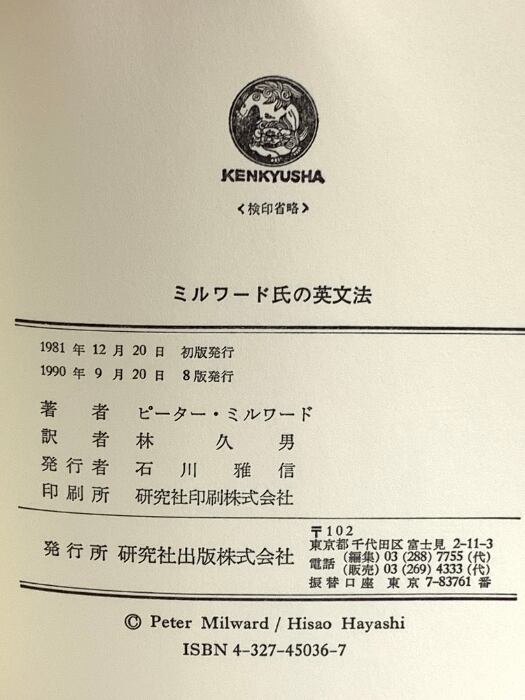 KENKYUSHA
〈検印省略〉
ミルワード氏の英文法
1981 年 12 月 20 日 初版発行
1990 年 9 月 20 日 8版発行
著者 ピーター・ミルワード
訳者 林久男
発行者 石川雅信
印刷所 研究社印刷株式会社
発行所 研究社出版株式会社
〒102
東京都千代田区富士見 2-11-3
電話 (編集) 03 (288) 7755 (代)
(販売) 03 (269) 4333 (代)
振替口座 東京 7-83761 番
© Peter Milward / Hisao Hayashi
ISBN 4-327-45036-7